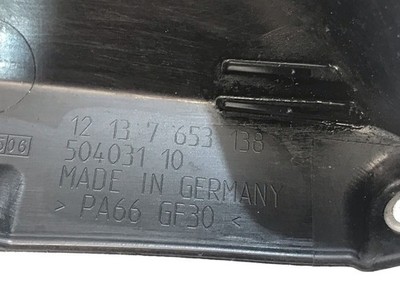 12 13 7 653 138
504031 10
MADE IN GERMANY
> PA66 GF30 <